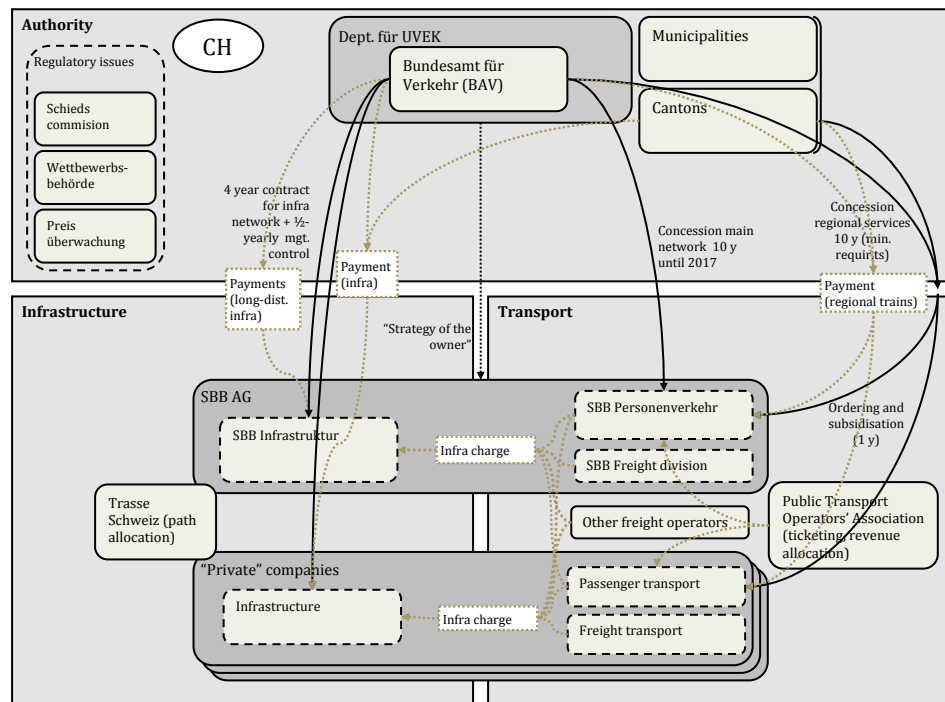 Authority
CH
Regulatory issues
Schieds
commision
Wettbewerbs-
behörde
Preis
überwachung
Dept. für UVEK
Bundesamt für
Verkehr (BAV)
Municipalities
Cantons
4 year contract
for infra
network + ½-
yearly mgt.
control
Concession main
network 10 y
until 2017
Concession
regional services
10 y (min.
requir'ts)
Payments
(long-dist.
infra)
Payment
(infra)
Payment
(regional trains)
Infrastructure
Transport
"Strategy of the
owner"
SBB AG
SBB Infrastruktur
Infra charge
SBB Personenverkehr
SBB Freight division
Ordering and
subsidisation
(1 y)
Trasse
Schweiz (path
allocation)
Other freight operators
Public Transport
Operators' Association
(ticketing, revenue
allocation)
"Private" companies
Infrastructure
Infra charge
Passenger transport
Freight transport